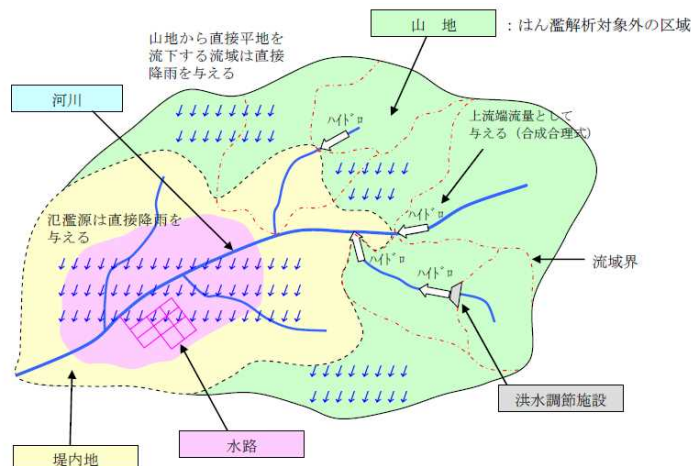 山 地
：はん濫解析対象外の区域
山地から直接平地を
流下する流域は直接
降雨を与える
河川
ﾊｲﾄﾞﾛ
上流端流量として
与える（合成合理式）
ﾊｲﾄﾞﾛ
氾濫源は直接降雨を
与える
ﾊｲﾄﾞﾛ
ﾊｲﾄﾞﾛ
流域界
洪水調節施設
水路
堤内地